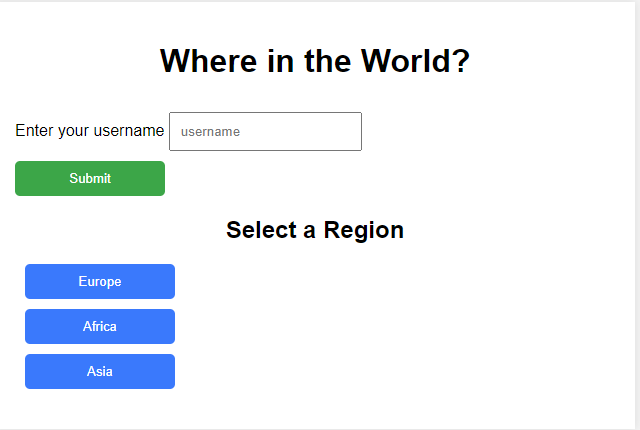 Where in the World?
Enter your username username
Submit
Select a Region
Europe
Africa
Asia